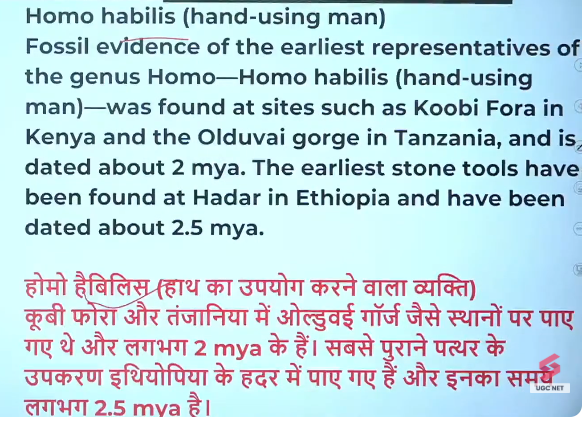 Homo habilis (hand-using man)
Fossil evidence of the earliest representatives of
the genus Homo—Homo habilis (hand-using
man)—was found at sites such as Koobi Fora in
Kenya and the Olduvai gorge in Tanzania, and is
dated about 2 mya. The earliest stone tools have
been found at Hadar in Ethiopia and have been
dated about 2.5 mya.
होमो हैबिलिस (हाथ का उपयोग करने वाला व्यक्ति)
कूबी फोरा और तंजानिया में ओल्डुवई गॉर्ज जैसे स्थानों पर पाए
गए थे और लगभग 2 mya के हैं। सबसे पुराने पत्थर के
उपकरण इथियोपिया के हदर में पाए गए हैं और इनका समय
लगभग 2.5 mya है।
UGC NET